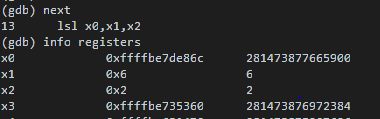 (gdb) next
13 lsl x0,x1,x2
(gdb) info registers
x0 0xffffbe7de86c 281473877665900
x1 0x6 6
x2 0x2 2
x3 0xffffbe735360 281473876972384